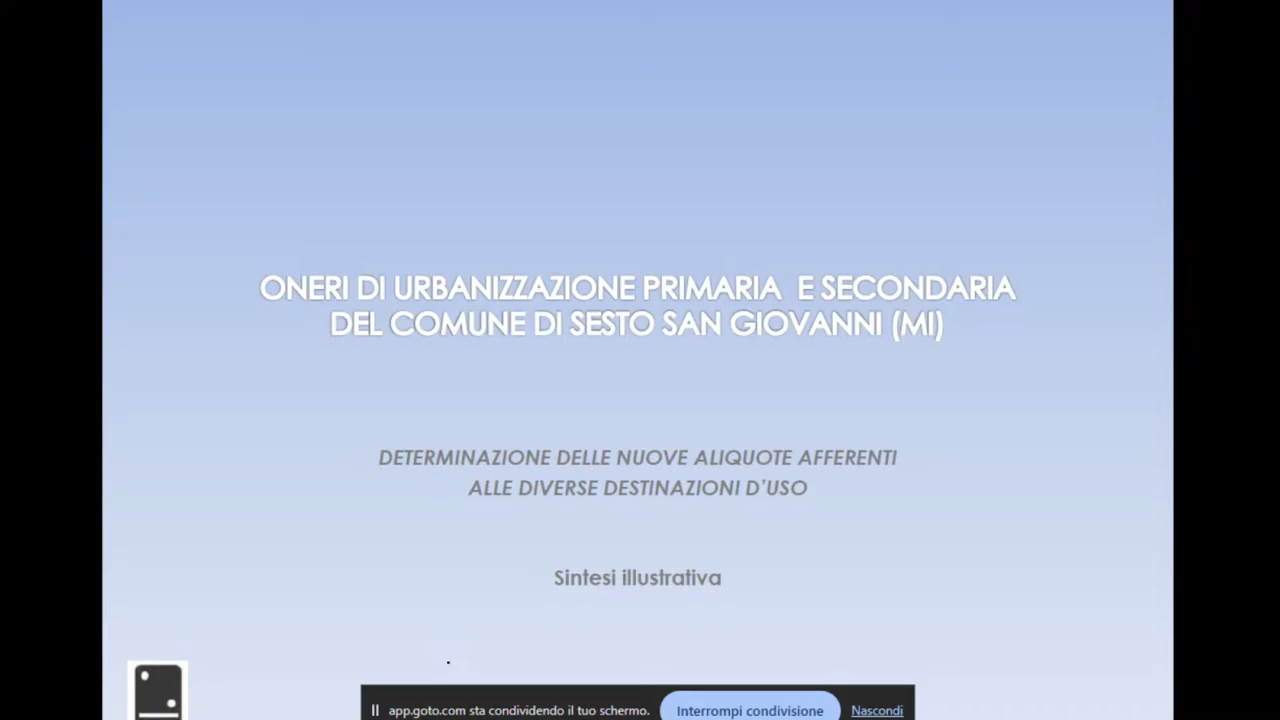 ONERI DI URBANIZZAZIONE PRIMARIA E SECONDARIA
DEL COMUNE DI SESTO SAN GIOVANNI (MI)
DETERMINAZIONE DELLE NUOVE ALIQUOTE AFFERENTI
ALLE DIVERSE DESTINAZIONI D'USO
Sintesi illustrativa
app.goto.com sta condividendo il tuo schermo. Interrompi condivisione Nascondi